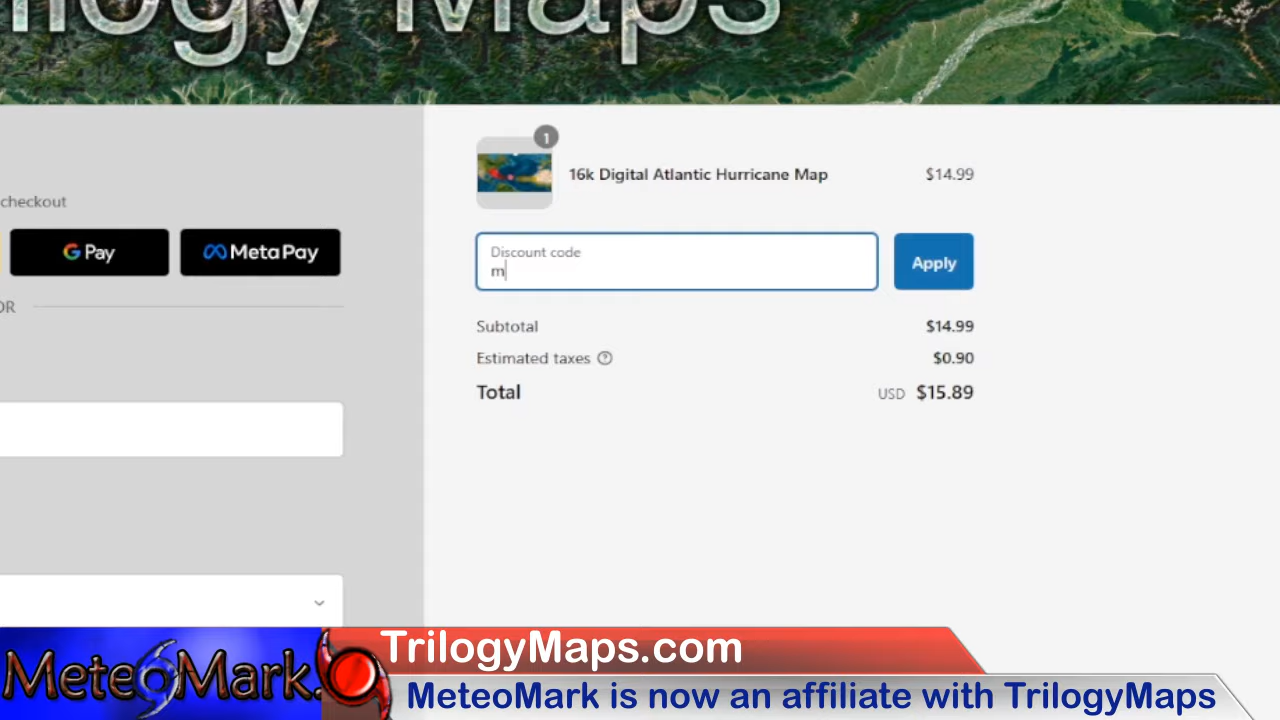 Trilogy Maps
1
16k Digital Atlantic Hurricane Map $14.99
checkout
G Pay Meta Pay
Discount code
m
Apply
OR
Subtotal $14.99
Estimated taxes ? $0.90
Total USD $15.89
TrilogyMaps.com
MeteoMark.
MeteoMark is now an affiliate with TrilogyMaps